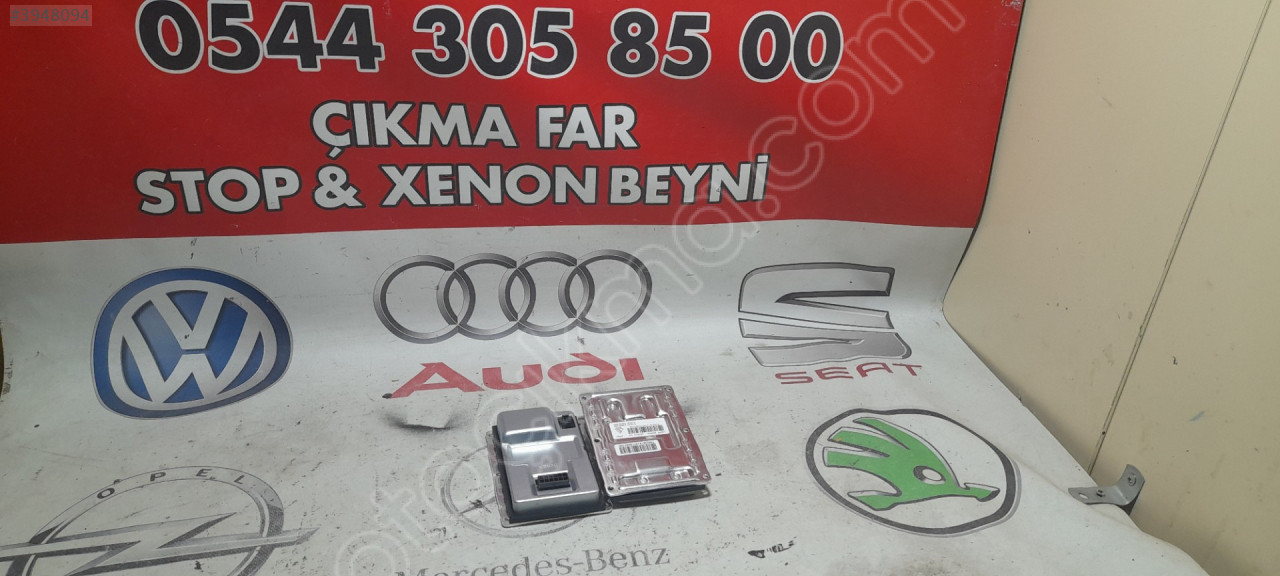 0544 305 85 00
ÇIKMA FAR
STOP & XENON BEYNİ
Audi
SEAT
OPEL
Mercedes-Benz